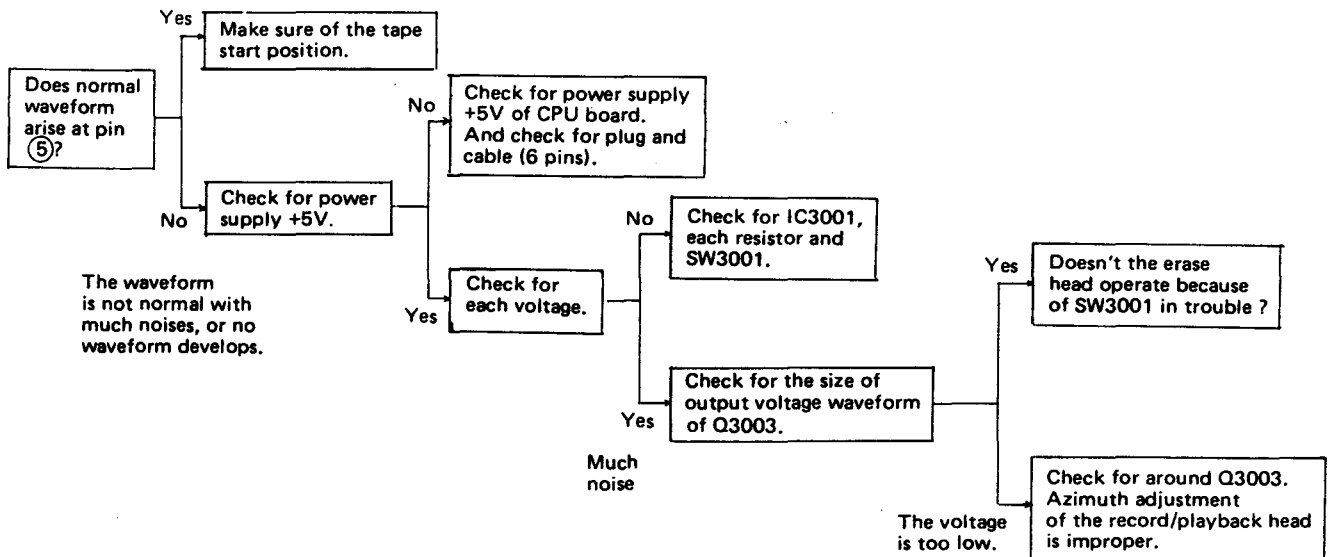 Yes
Make sure of the tape
start position.
Does normal
waveform
arise at pin
⑤?
No
Check for power
supply +5V.
The waveform
is not normal with
much noises, or no
waveform develops.
No
Check for power supply
+5V of CPU board.
And check for plug and
cable (6 pins).
Yes
Check for
each voltage.
No
Check for IC3001,
each resistor and
SW3001.
Yes
Check for the size of
output voltage waveform
of Q3003.
Much
noise
Yes
Doesn't the erase
head operate because
of SW3001 in trouble ?
The voltage
is too low.
Check for around Q3003.
Azimuth adjustment
of the record/playback head
is improper.